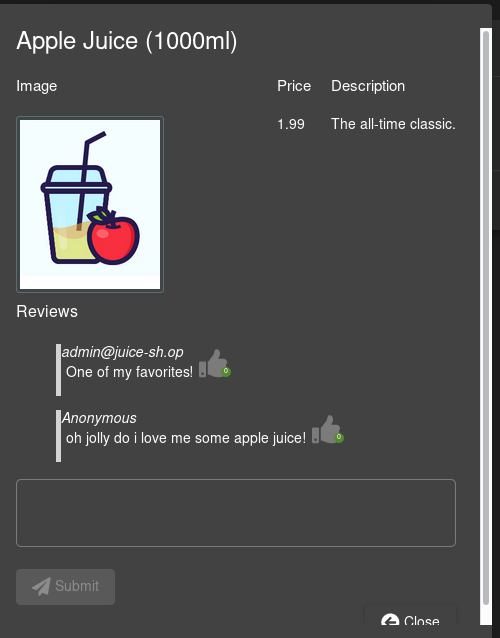 Apple Juice (1000ml)
Image Price Description
1.99 The all-time classic.
Reviews
admin@juice-sh.op
One of my favorites! 0
Anonymous
oh jolly do i love me some apple juice! 0
Submit
Close